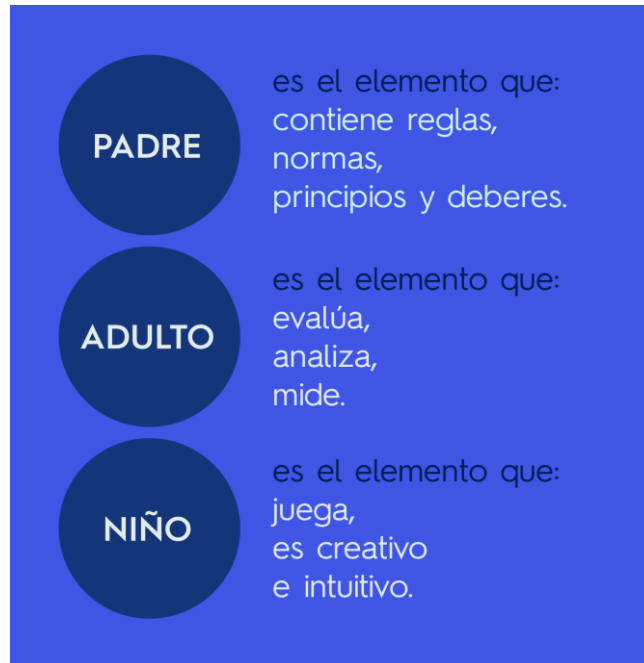 PADRE
es el elemento que:
contiene reglas,
normas,
principios y deberes.
ADULTO
es el elemento que:
evalúa,
analiza,
mide.
NIÑO
es el elemento que:
juega,
es creativo
e intuitivo.